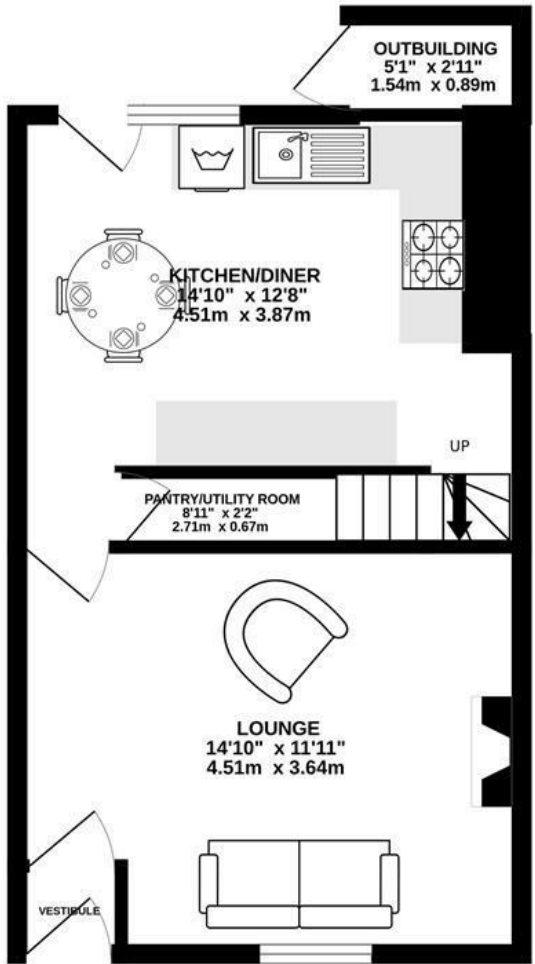 OUTBUILDING
5'1" x 2'11"
1.54m x 0.89m
KITCHEN/DINER
14'10" x 12'8"
4.51m x 3.87m
UP
PANTRY/UTILITY ROOM
8'11" x 2'2"
2.71m x 0.67m
LOUNGE
14'10" x 11'11"
4.51m x 3.64m
VESTIBULE